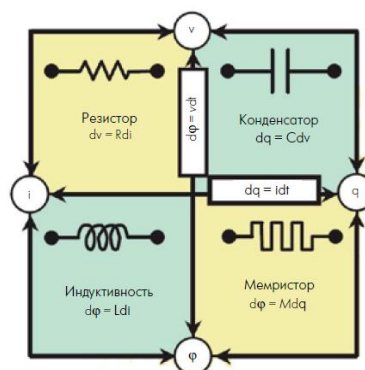 v
Резистор
dv = Rdi
dφ = vdt
Конденсатор
dq = Cdv
i
dq = idt
q
Индуктивность
dφ = Ldi
Мемристор
dφ = Mdq
φ